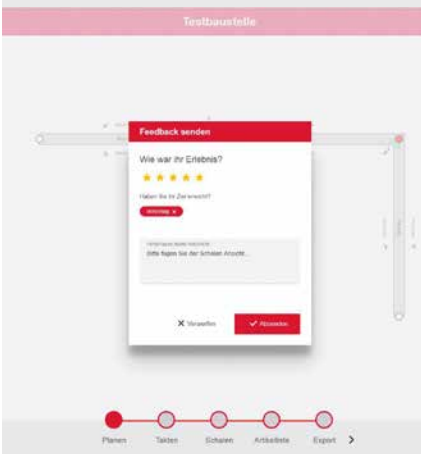 Testbaustelle
Feedback senden
Wie war ihr Erlebnis?
Haben Sie Ihr Ziel erreicht?
Bitte fügen Sie der Schalen Ansicht...
Verwerfen
Absenden
Planen
Takten
Schalen
Artikelliste
Export